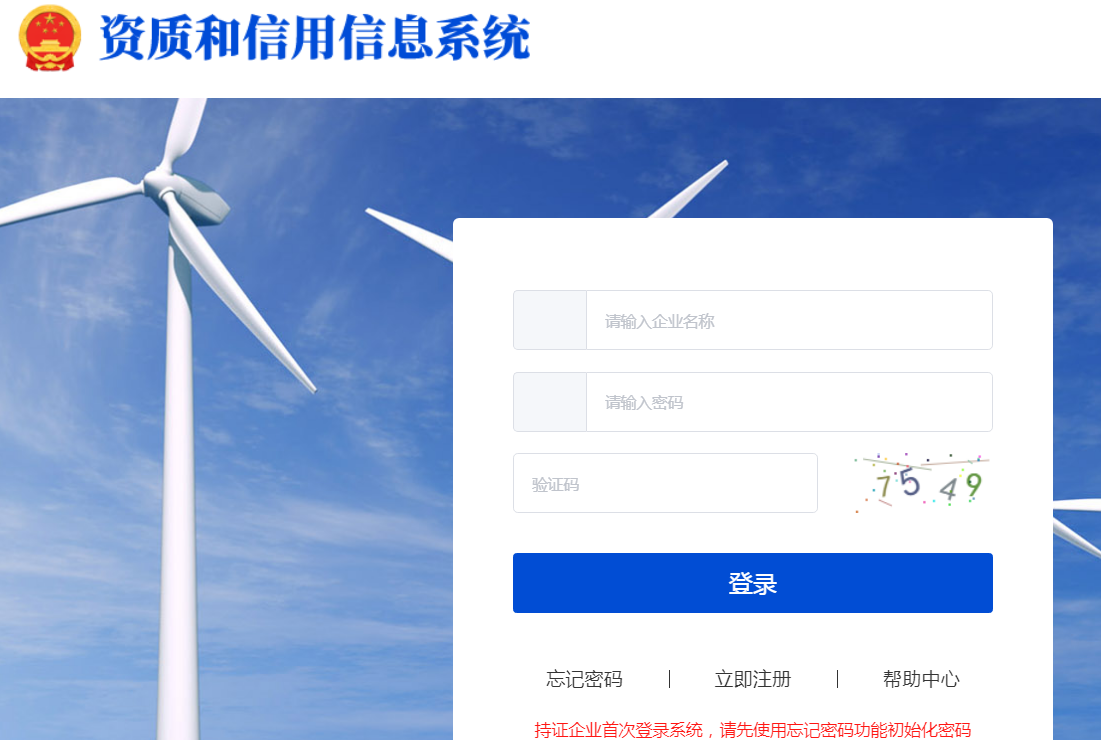 资质和信用信息系统
请输入企业名称
请输入密码
验证码
7549
登录
忘记密码 | 立即注册 | 帮助中心
持证企业首次登录系统，请先使用忘记密码功能初始化密码